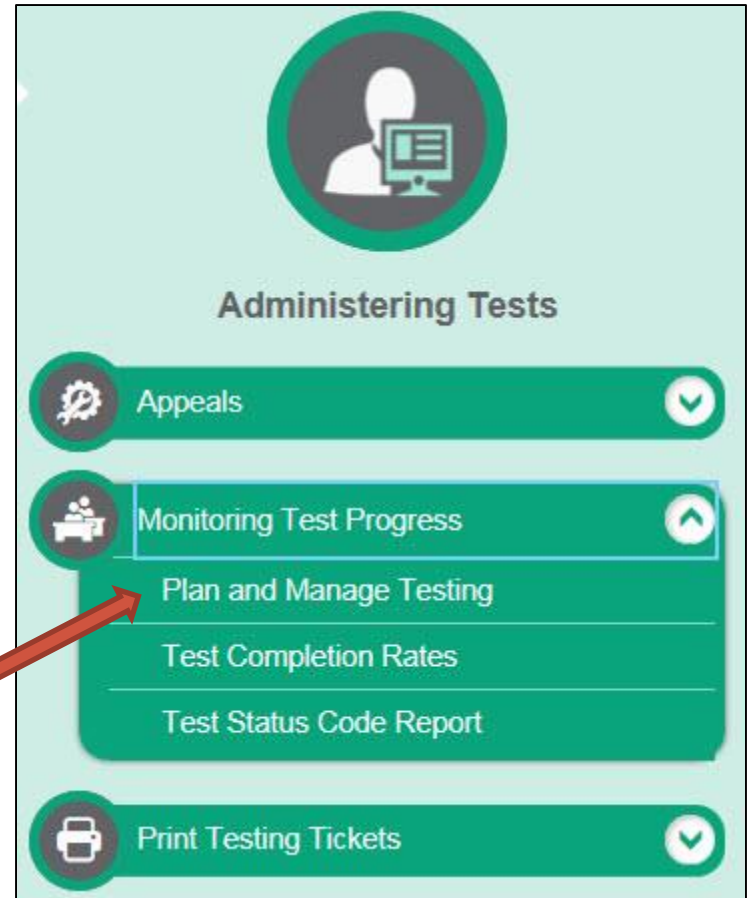 Administering Tests
Appeals
Monitoring Test Progress
Plan and Manage Testing
Test Completion Rates
Test Status Code Report
Print Testing Tickets